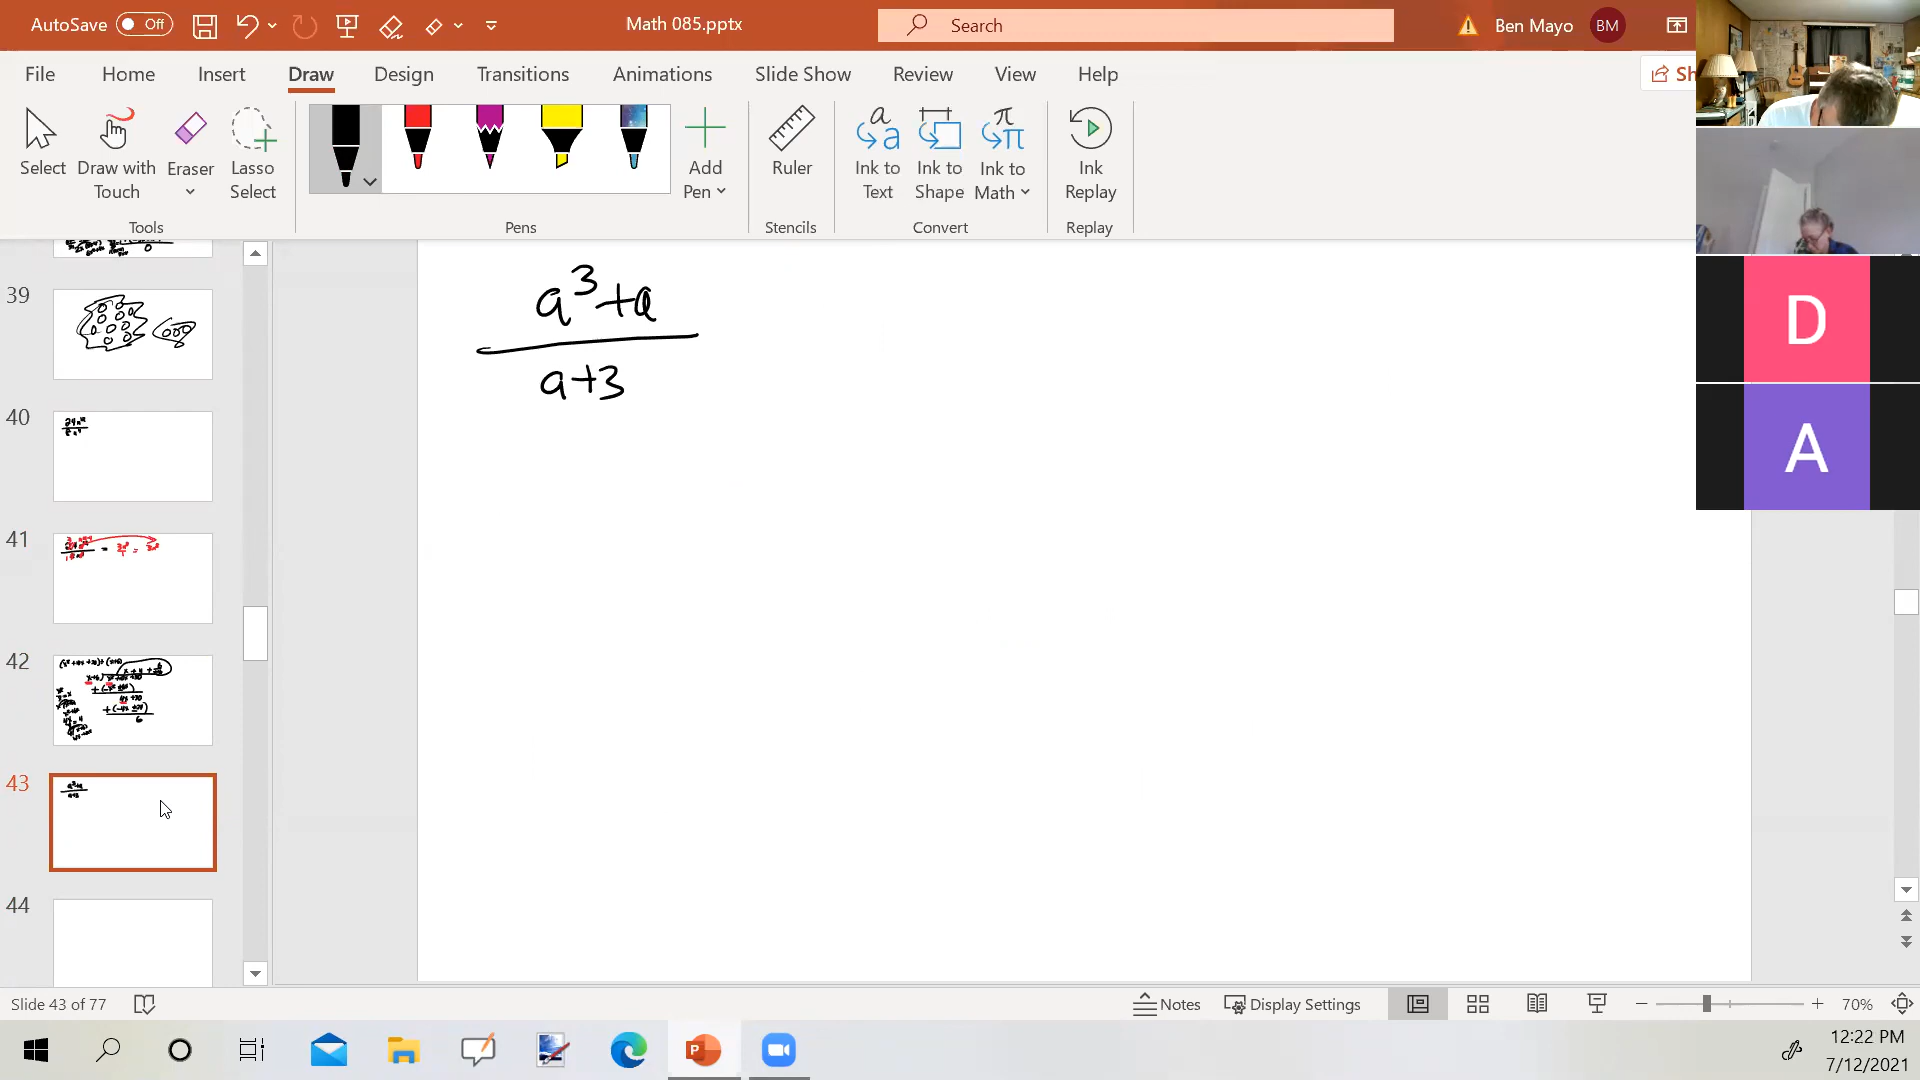 AutoSave Off
Math 085.pptx
Search
Ben Mayo BM
File Home Insert Draw Design Transitions Animations Slide Show Review View Help
Sh
Select
Draw with Touch
Eraser
Lasso Select
Add Pen
Ruler
a
a
Ink to Text
Ink to Shape
π
π
Ink to Math
Ink Replay
Tools Pens Stencils Convert Replay
39
40
41
42
43
44
a³+a
a+3
D
A
Slide 43 of 77
Notes Display Settings 70%
P
12:22 PM
7/12/2021